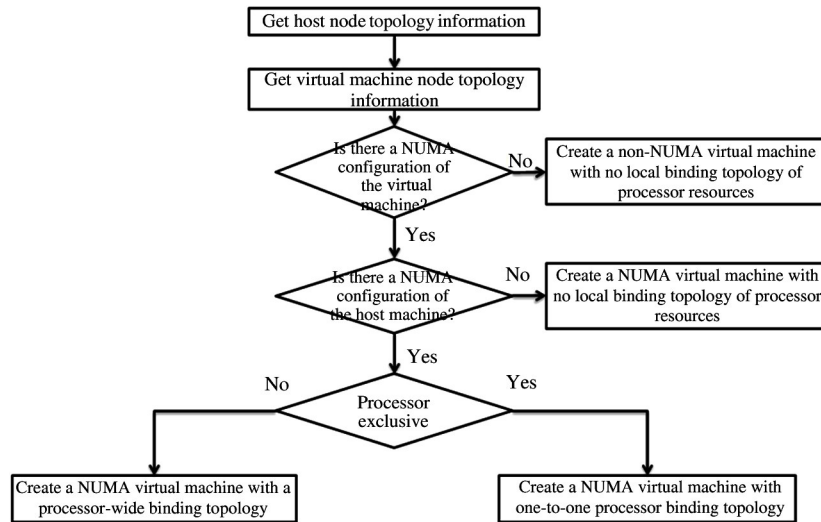 Get host node topology information
Get virtual machine node topology
information
Is there a NUMA
configuration of
the virtual
machine?
No
Create a non-NUMA virtual machine
with no local binding topology of
processor resources
Yes
Is there a NUMA
configuration of
the host machine?
No
Create a NUMA virtual machine with
no local binding topology of processor
resources
Yes
No
Yes
Processor
exclusive
Create a NUMA virtual machine with a
processor-wide binding topology
Create a NUMA virtual machine with
one-to-one processor binding topology